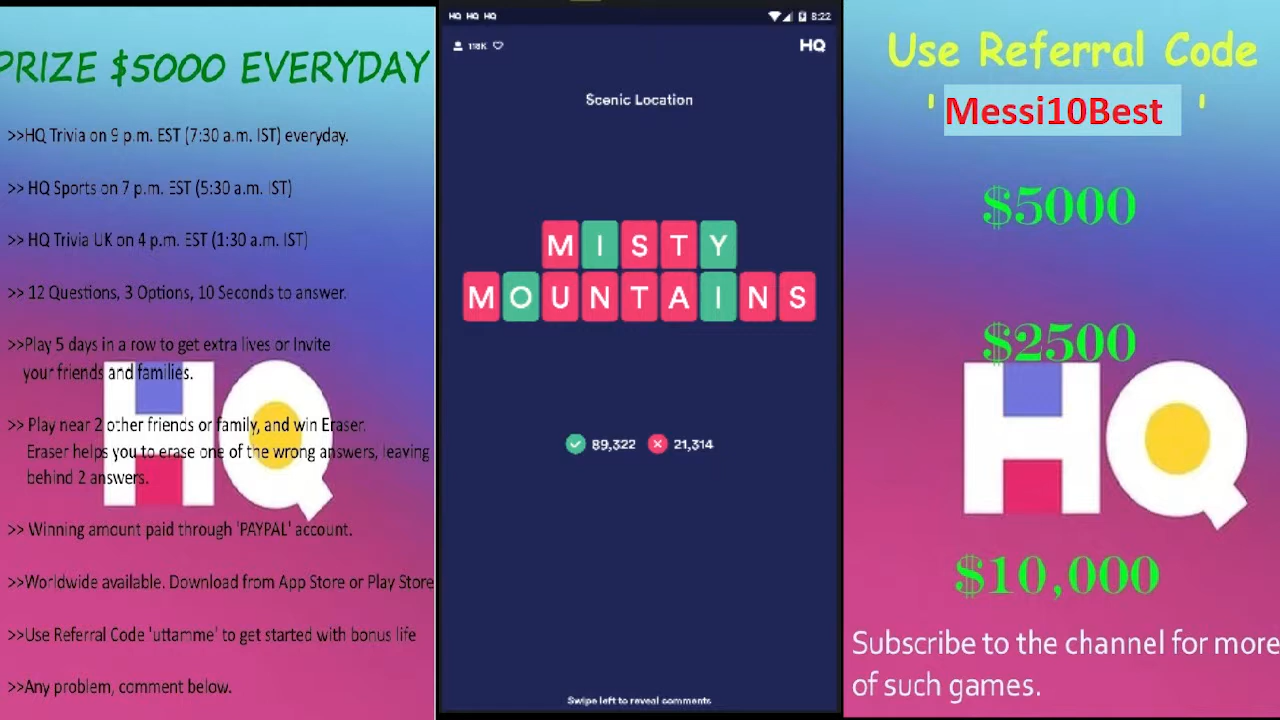 PRIZE $5000 EVERYDAY
>>HQ Trivia on 9 p.m. EST (7:30 a.m. IST) everyday.
>> HQ Sports on 7 p.m. EST (5:30 a.m. IST)
>> HQ Trivia UK on 4 p.m. EST (1:30 a.m. IST)
>> 12 Questions, 3 Options, 10 Seconds to answer.
>>Play 5 days in a row to get extra lives or Invite
your friends and families.
>> Play near 2 other friends or family, and win Eraser.
Eraser helps you to erase one of the wrong answers, leaving
behind 2 answers.
>> Winning amount paid through 'PAYPAL' account.
>>Worldwide available. Download from App Store or Play Store
>>Use Referral Code 'uttamme' to get started with bonus life
>>Any problem, comment below.
HQ
HQ HQ HQ 8:22
118K HQ
Scenic Location
MISTY
MOUNTAINS
89,322 21,314
Swipe left to reveal comments
Use Referral Code
' Messi10Best '
$5000
$2500
HQ
$10,000
Subscribe to the channel for more
of such games.